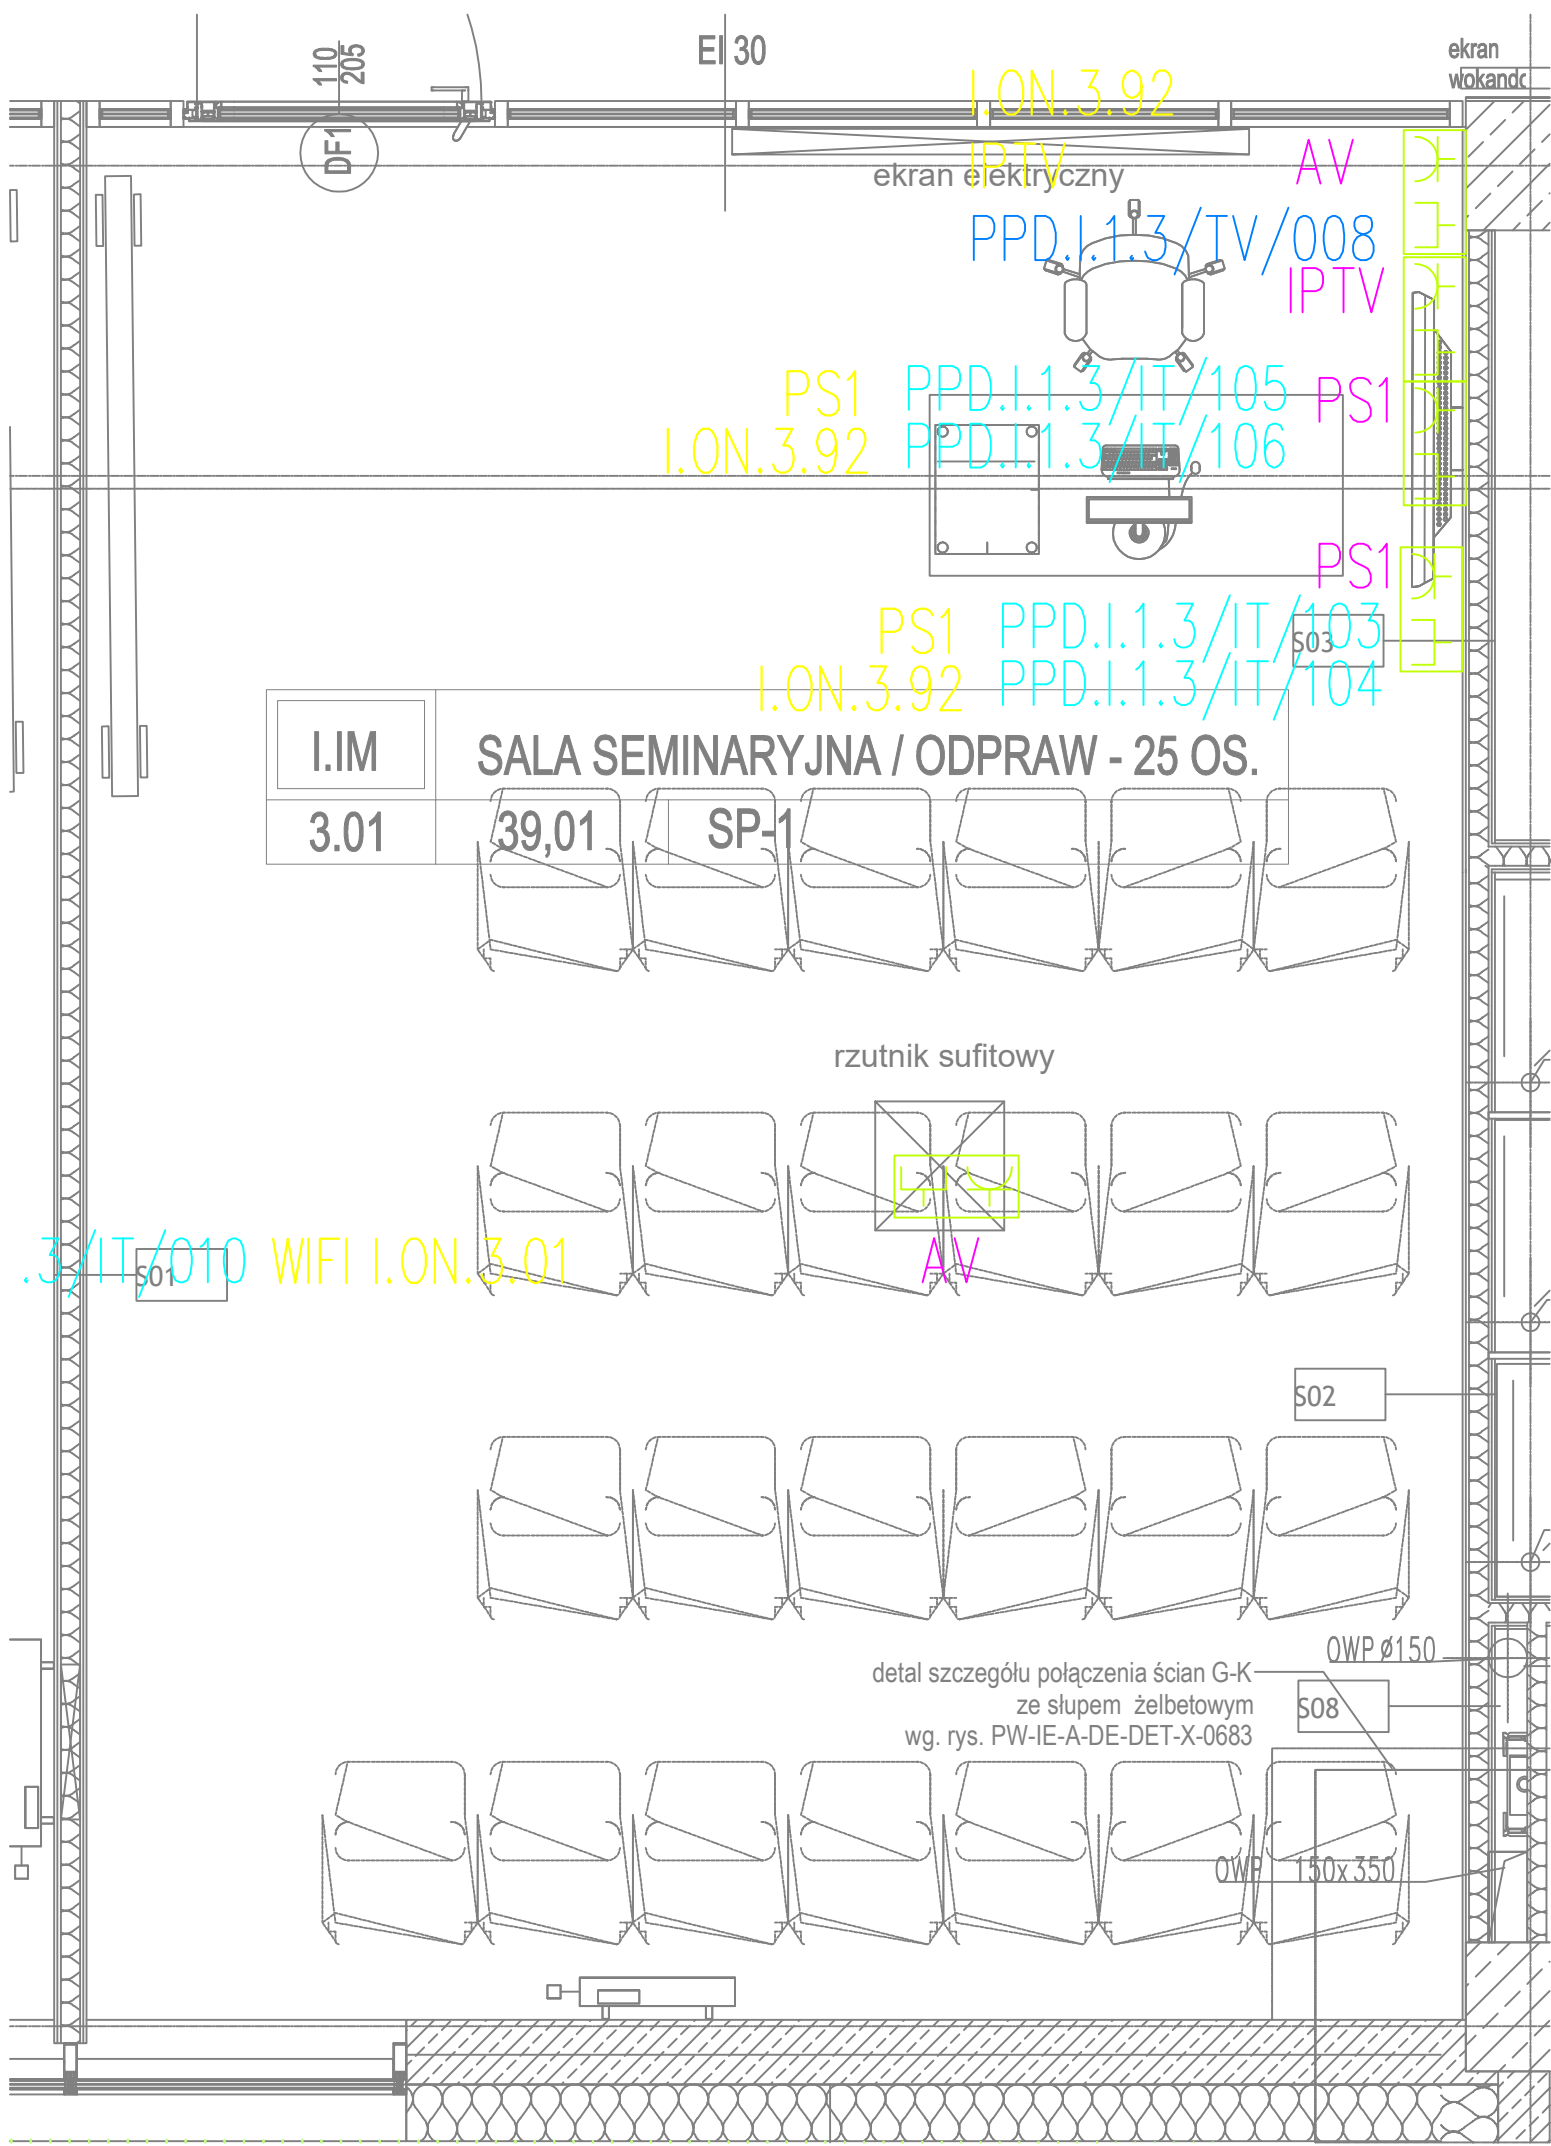 110
205
EI 30
ekran
wokando
DF1
I.ON.3.92
IPTV
AV
ekran elektryczny
PPD.I.1.3/TV/008
IPTV
PS1 PPD.I.1.3/IT/105 PS1
I.ON.3.92 PPD.I.1.3/IT/106
PS1
PS1 PPD.I.1.3/IT/103
S03
I.ON.3.92 PPD.I.1.3/IT/104
I.IM SALA SEMINARYJNA / ODPRAW - 25 OS.
3.01 39,01 SP-1
rzutnik sufitowy
.3/IT/010 WIFI I.ON.3.01
S01
AV
S02
OWP Ø150
detal szczegółu połączenia ścian G-K
ze słupem żelbetowym
wg. rys. PW-IE-A-DE-DET-X-0683
S08
OWP 150x350